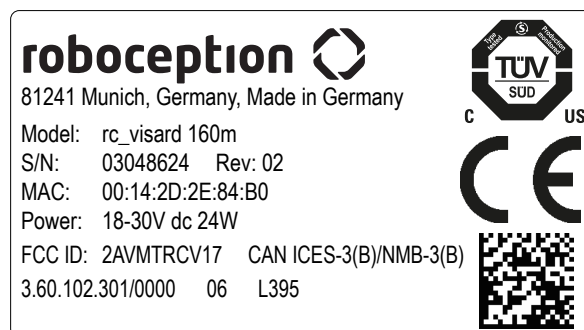 roboception
81241 Munich, Germany, Made in Germany
Model: rc_visard 160m
S/N: 03048624 Rev: 02
MAC: 00:14:2D:2E:84:B0
Power: 18-30V dc 24W
FCC ID: 2AVMTRCV17 CAN ICES-3(B)/NMB-3(B)
3.60.102.301/0000 06 L395
Type tested
S
Production monitored
TÜV
SÜD
C US
CE